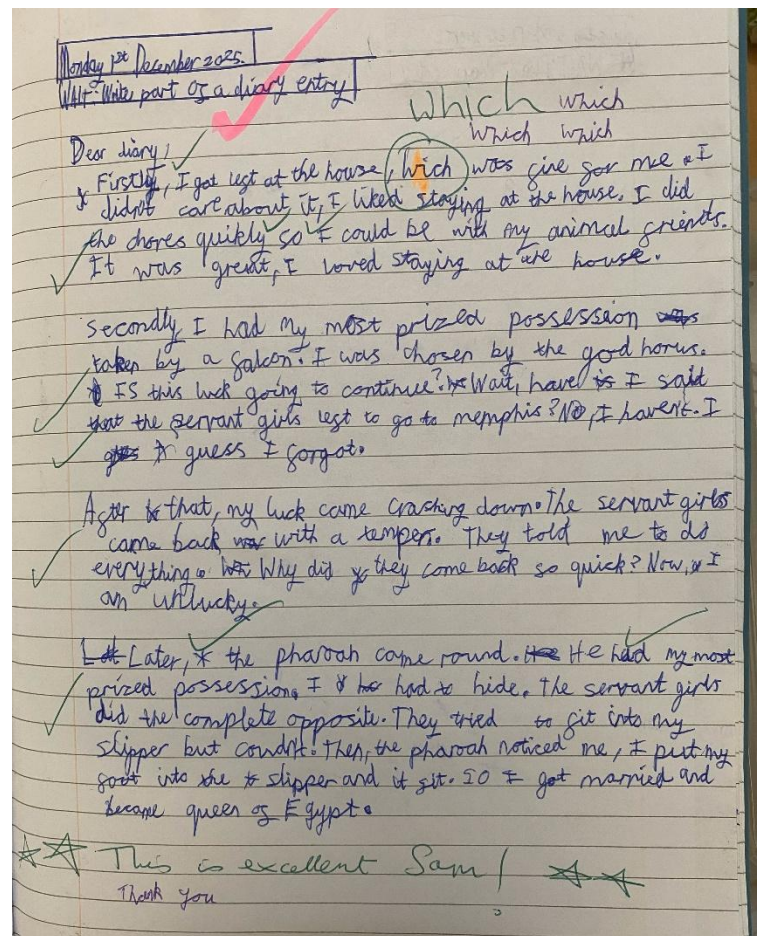 Monday 1st December 2025.
WALT: Write part of a diary entry
which which
which which
Dear diary,
Firstly, I got left at the house, Wich was fine for me. I
didn't care about it, I liked staying at the house. I did
the chores quikly so I could be with my animal friends.
It was great, I loved staying at the house.
Secondly, I had my most prized possession
taken by a falcon. I was chosen by the good horus.
IS this luck going to continue? Wait, have I said
that the servant girls left to go to memphis? NO, I haven't. I
guess I forgot.
After that, my luck came crashing down. The servant girls
came back with a temper. They told me to do
everything. Why did they come back so quick? Now, I
am unlucky.
Later, the pharoah came round. He had my most
prized possession, I had to hide. The servant girls
did the complete opposite. They tried to fit into my
slipper but coundn't. Then, the pharoah noticed me, I put my
foot into the slipper and it fit. SO I got married and
became queen of Egypt.
This is excellent Sam!
Thank you